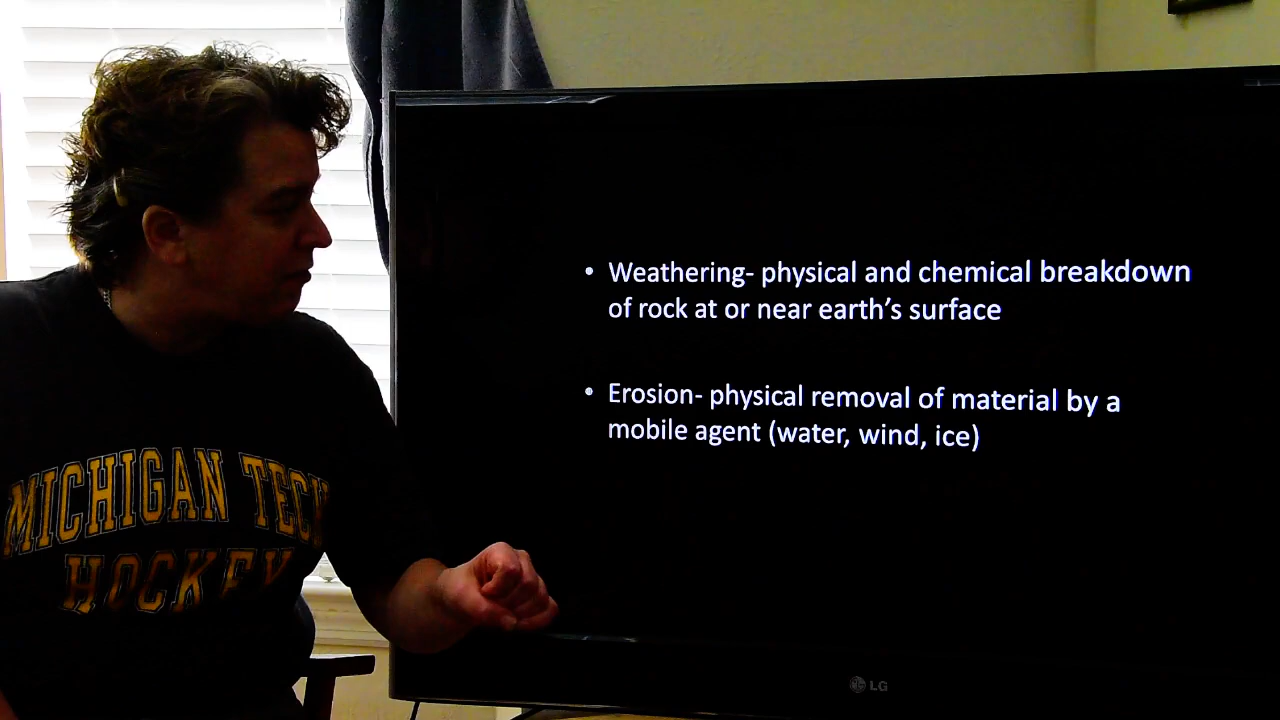 • Weathering- physical and chemical breakdown
of rock at or near earth's surface
• Erosion- physical removal of material by a
mobile agent (water, wind, ice)
MICHIGAN TECH
HOCKEY
LG